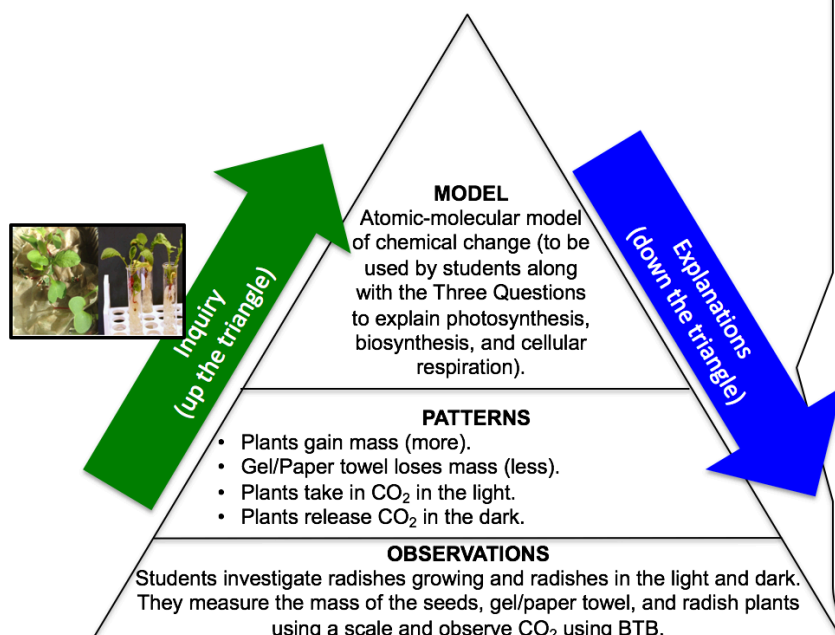 MODEL
Atomic-molecular model
of chemical change (to be
used by students along
with the Three Questions
to explain photosynthesis,
biosynthesis, and cellular
respiration).
Inquiry
(up the triangle)
Explanations
(down the triangle)
PATTERNS
• Plants gain mass (more).
• Gel/Paper towel loses mass (less).
• Plants take in CO₂ in the light.
• Plants release CO₂ in the dark.
OBSERVATIONS
Students investigate radishes growing and radishes in the light and dark.
They measure the mass of the seeds, gel/paper towel, and radish plants
using a scale and observe CO₂ using BTB.